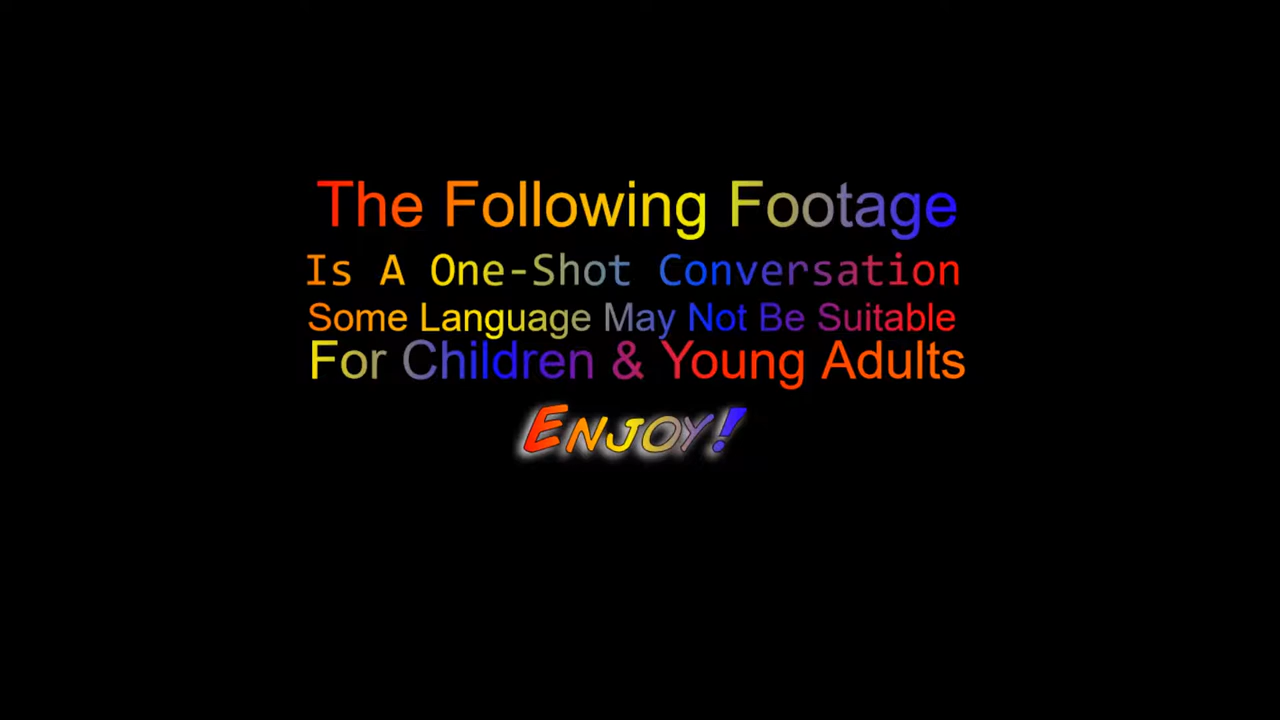 The Following Footage
Is A One-Shot Conversation
Some Language May Not Be Suitable
For Children & Young Adults
Enjoy!